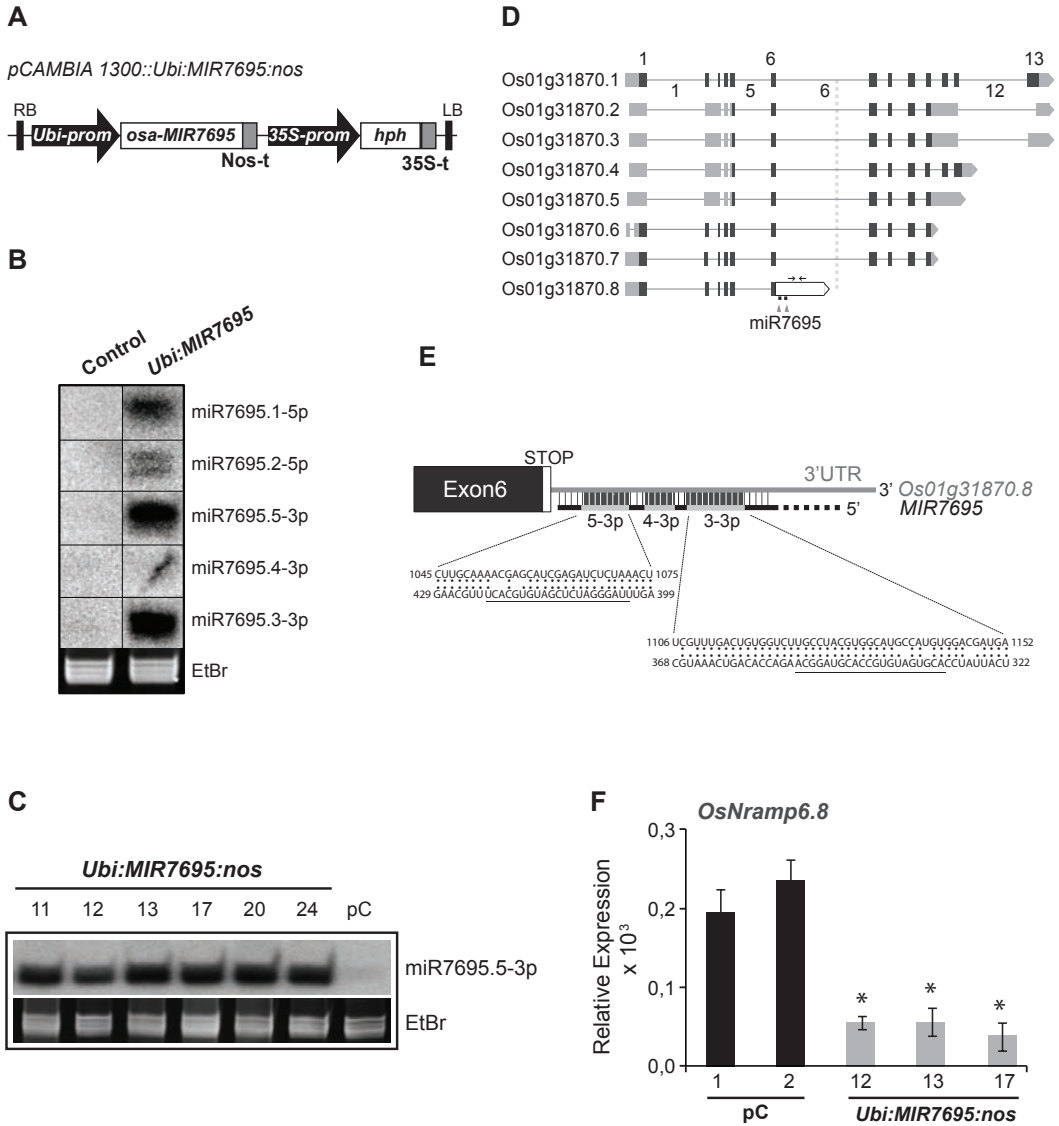 A
pCAMBIA 1300::Ubi:MIR7695:nos
RB
LB
Ubi-prom
osa-MIR7695
35S-prom
hph
Nos-t
35S-t
B
Control
Ubi:MIR7695
miR7695.1-5p
miR7695.2-5p
miR7695.5-3p
miR7695.4-3p
miR7695.3-3p
EtBr
C
Ubi:MIR7695:nos
11 12 13 17 20 24 pC
miR7695.5-3p
EtBr
D
1 6 13
Os01g31870.1
1 5 6 12
Os01g31870.2
Os01g31870.3
Os01g31870.4
Os01g31870.5
Os01g31870.6
Os01g31870.7
Os01g31870.8
miR7695
E
STOP
3'UTR
Exon6
3' Os01g31870.8
MIR7695
5'
5-3p 4-3p 3-3p
1045 CUUGCAAAACGAGCAUCGAGAUCUCUAAACU 1075
429 GAACGUUUCACGUGUAGCUCUAGGGAUUUGA 399
1106 UCGUUUGACUGUGGUCUUGCCUACGUGGCAUGCCAUGUGGACGAUGA 1152
368 CGUAAACUGACACCAGAACGGAUGCACCGUGUAGUGCACCUAUUACU 322
F
OsNramp6.8
Relative Expression
x 10³
0,3
0,2
0,1
0,0
* * *
1 2 12 13 17
pC
Ubi:MIR7695:nos